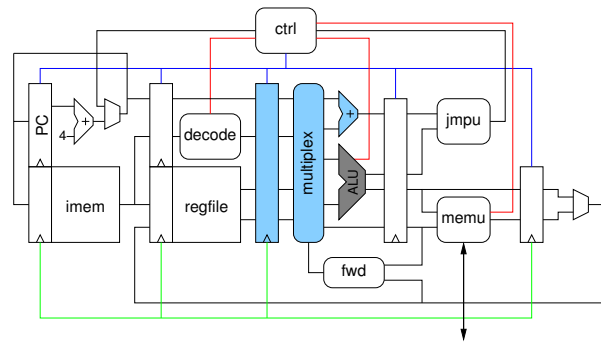 ctrl
PC
4
+
decode
multiplex
+
ALU
jmpu
imem
regfile
memu
fwd